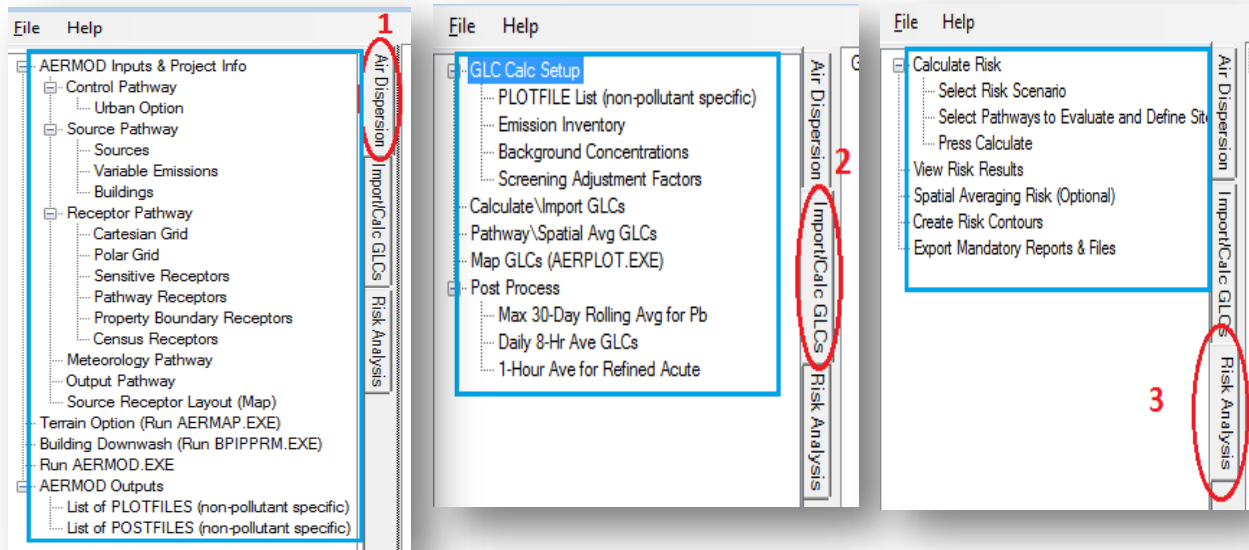 File Help
1
AERMOD Inputs & Project Info
Control Pathway
Urban Option
Source Pathway
Sources
Variable Emissions
Buildings
Receptor Pathway
Cartesian Grid
Polar Grid
Sensitive Receptors
Pathway Receptors
Property Boundary Receptors
Census Receptors
Meteorology Pathway
Output Pathway
Source Receptor Layout (Map)
Terrain Option (Run AERMAP.EXE)
Building Downwash (Run BPIPPRM.EXE)
Run AERMOD.EXE
AERMOD Outputs
List of PLOTFILES (non-pollutant specific)
List of POSTFILES (non-pollutant specific)
Air Dispersion
Import/Calc GLCs
Risk Analysis
File Help
GLC Calc Setup
PLOTFILE List (non-pollutant specific)
Emission Inventory
Background Concentrations
Screening Adjustment Factors
Calculate\Import GLCs
Pathway\Spatial Avg GLCs
Map GLCs (AERPLOT.EXE)
Post Process
Max 30-Day Rolling Avg for Pb
Daily 8-Hr Ave GLCs
1-Hour Ave for Refined Acute
Air Dispersion
2
Import/Calc GLCs
Risk Analysis
G
File Help
Calculate Risk
Select Risk Scenario
Select Pathways to Evaluate and Define Site
Press Calculate
View Risk Results
Spatial Averaging Risk (Optional)
Create Risk Contours
Export Mandatory Reports & Files
Air Dispersion
Import/Calc GLCs
3
Risk Analysis